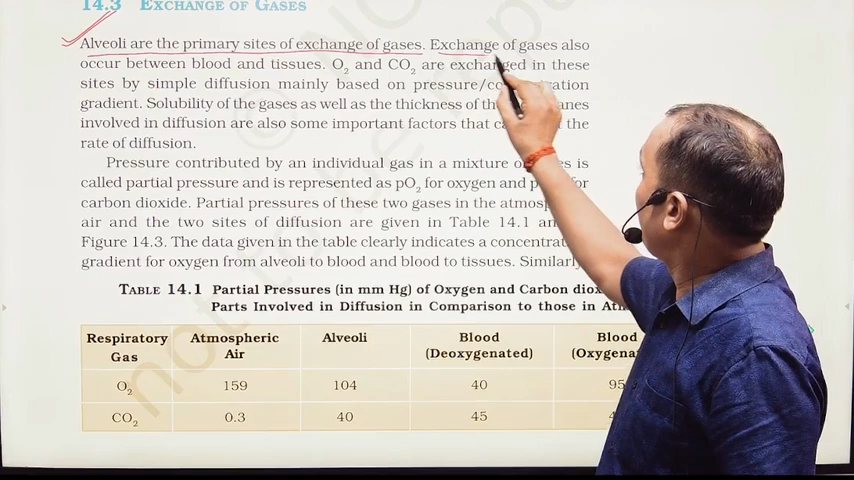 14.3 EXCHANGE OF GASES
Alveoli are the primary sites of exchange of gases. Exchange of gases also
occur between blood and tissues. O2 and CO2 are exchanged in these
sites by simple diffusion mainly based on pressure/co ation
gradient. Solubility of the gases as well as the thickness of th anes
involved in diffusion are also some important factors that ca the
rate of diffusion.
Pressure contributed by an individual gas in a mixture o es is
called partial pressure and is represented as pO2 for oxygen and p for
carbon dioxide. Partial pressures of these two gases in the atmosp
air and the two sites of diffusion are given in Table 14.1 an
Figure 14.3. The data given in the table clearly indicates a concentrat
gradient for oxygen from alveoli to blood and blood to tissues. Similarly
TABLE 14.1 Partial Pressures (in mm Hg) of Oxygen and Carbon diox
Parts Involved in Diffusion in Comparison to those in Atm
Respiratory Gas Atmospheric Air Alveoli Blood (Deoxygenated) Blood (Oxygena
O2 159 104 40 95
CO2 0.3 40 45 4